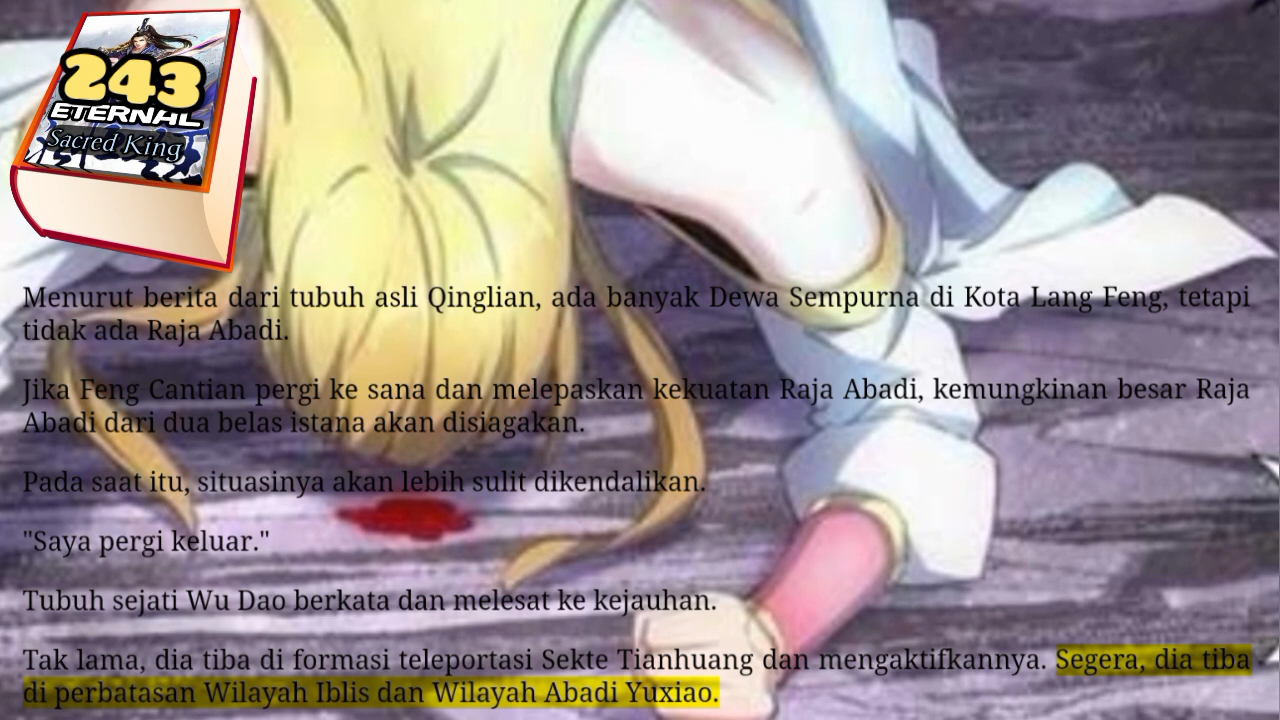 243
ETERNAL
Sacred King
Menurut berita dari tubuh asli Qinglian, ada banyak Dewa Sempurna di Kota Lang Feng, tetapi
tidak ada Raja Abadi.
Jika Feng Cantian pergi ke sana dan melepaskan kekuatan Raja Abadi, kemungkinan besar Raja
Abadi dari dua belas istana akan disiagakan.
Pada saat itu, situasinya akan lebih sulit dikendalikan.
"Saya pergi keluar."
Tubuh sejati Wu Dao berkata dan melesat ke kejauhan.
Tak lama, dia tiba di formasi teleportasi Sekte Tianhuang dan mengaktifkannya. Segera, dia tiba
di perbatasan Wilayah Iblis dan Wilayah Abadi Yuxiao.